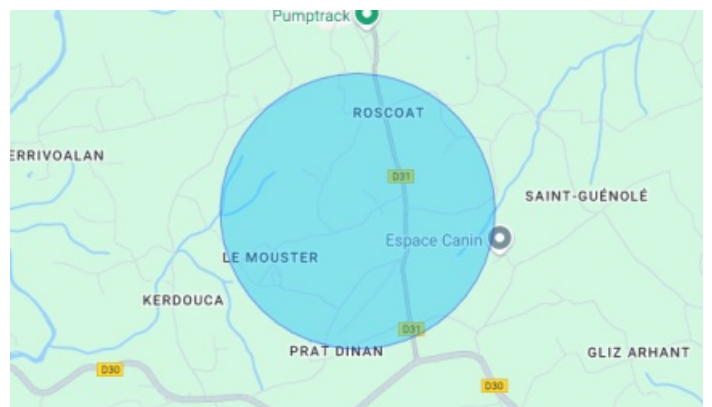 Pumptrack
ROSCOAT
ERRIVOALAN
D31
SAINT-GUÉNOLÉ
Espace Canin
LE MOUSTER
KERDOUCA
D31
PRAT DINAN
GLIZ ARHANT
D30
D30